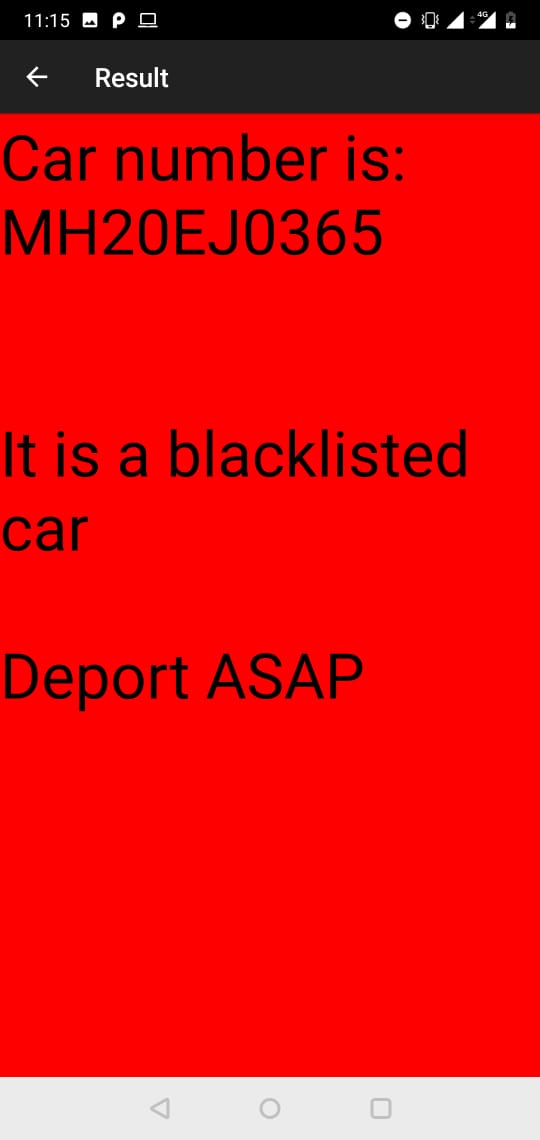 11:15
4G
Result
Car number is:
MH20EJ0365
It is a blacklisted
car
Deport ASAP